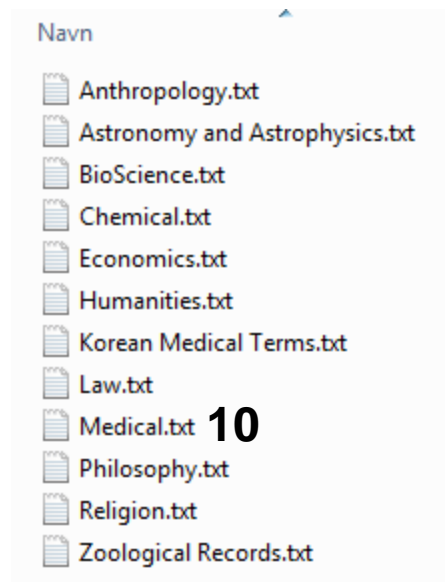 Navn
Anthropology.txt
Astronomy and Astrophysics.txt
BioScience.txt
Chemical.txt
Economics.txt
Humanities.txt
Korean Medical Terms.txt
Law.txt
Medical.txt 10
Philosophy.txt
Religion.txt
Zoological Records.txt